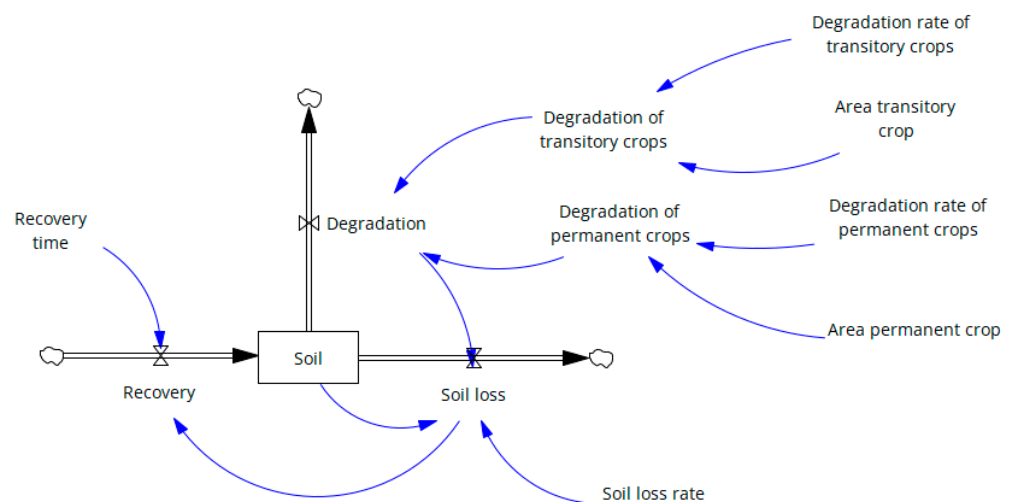 Degradation rate of
transitory crops
Area transitory
crop
Degradation of
transitory crops
Degradation rate of
permanent crops
Degradation of
permanent crops
Recovery
time
Degradation
Area permanent crop
Soil
Recovery
Soil loss
Soil loss rate